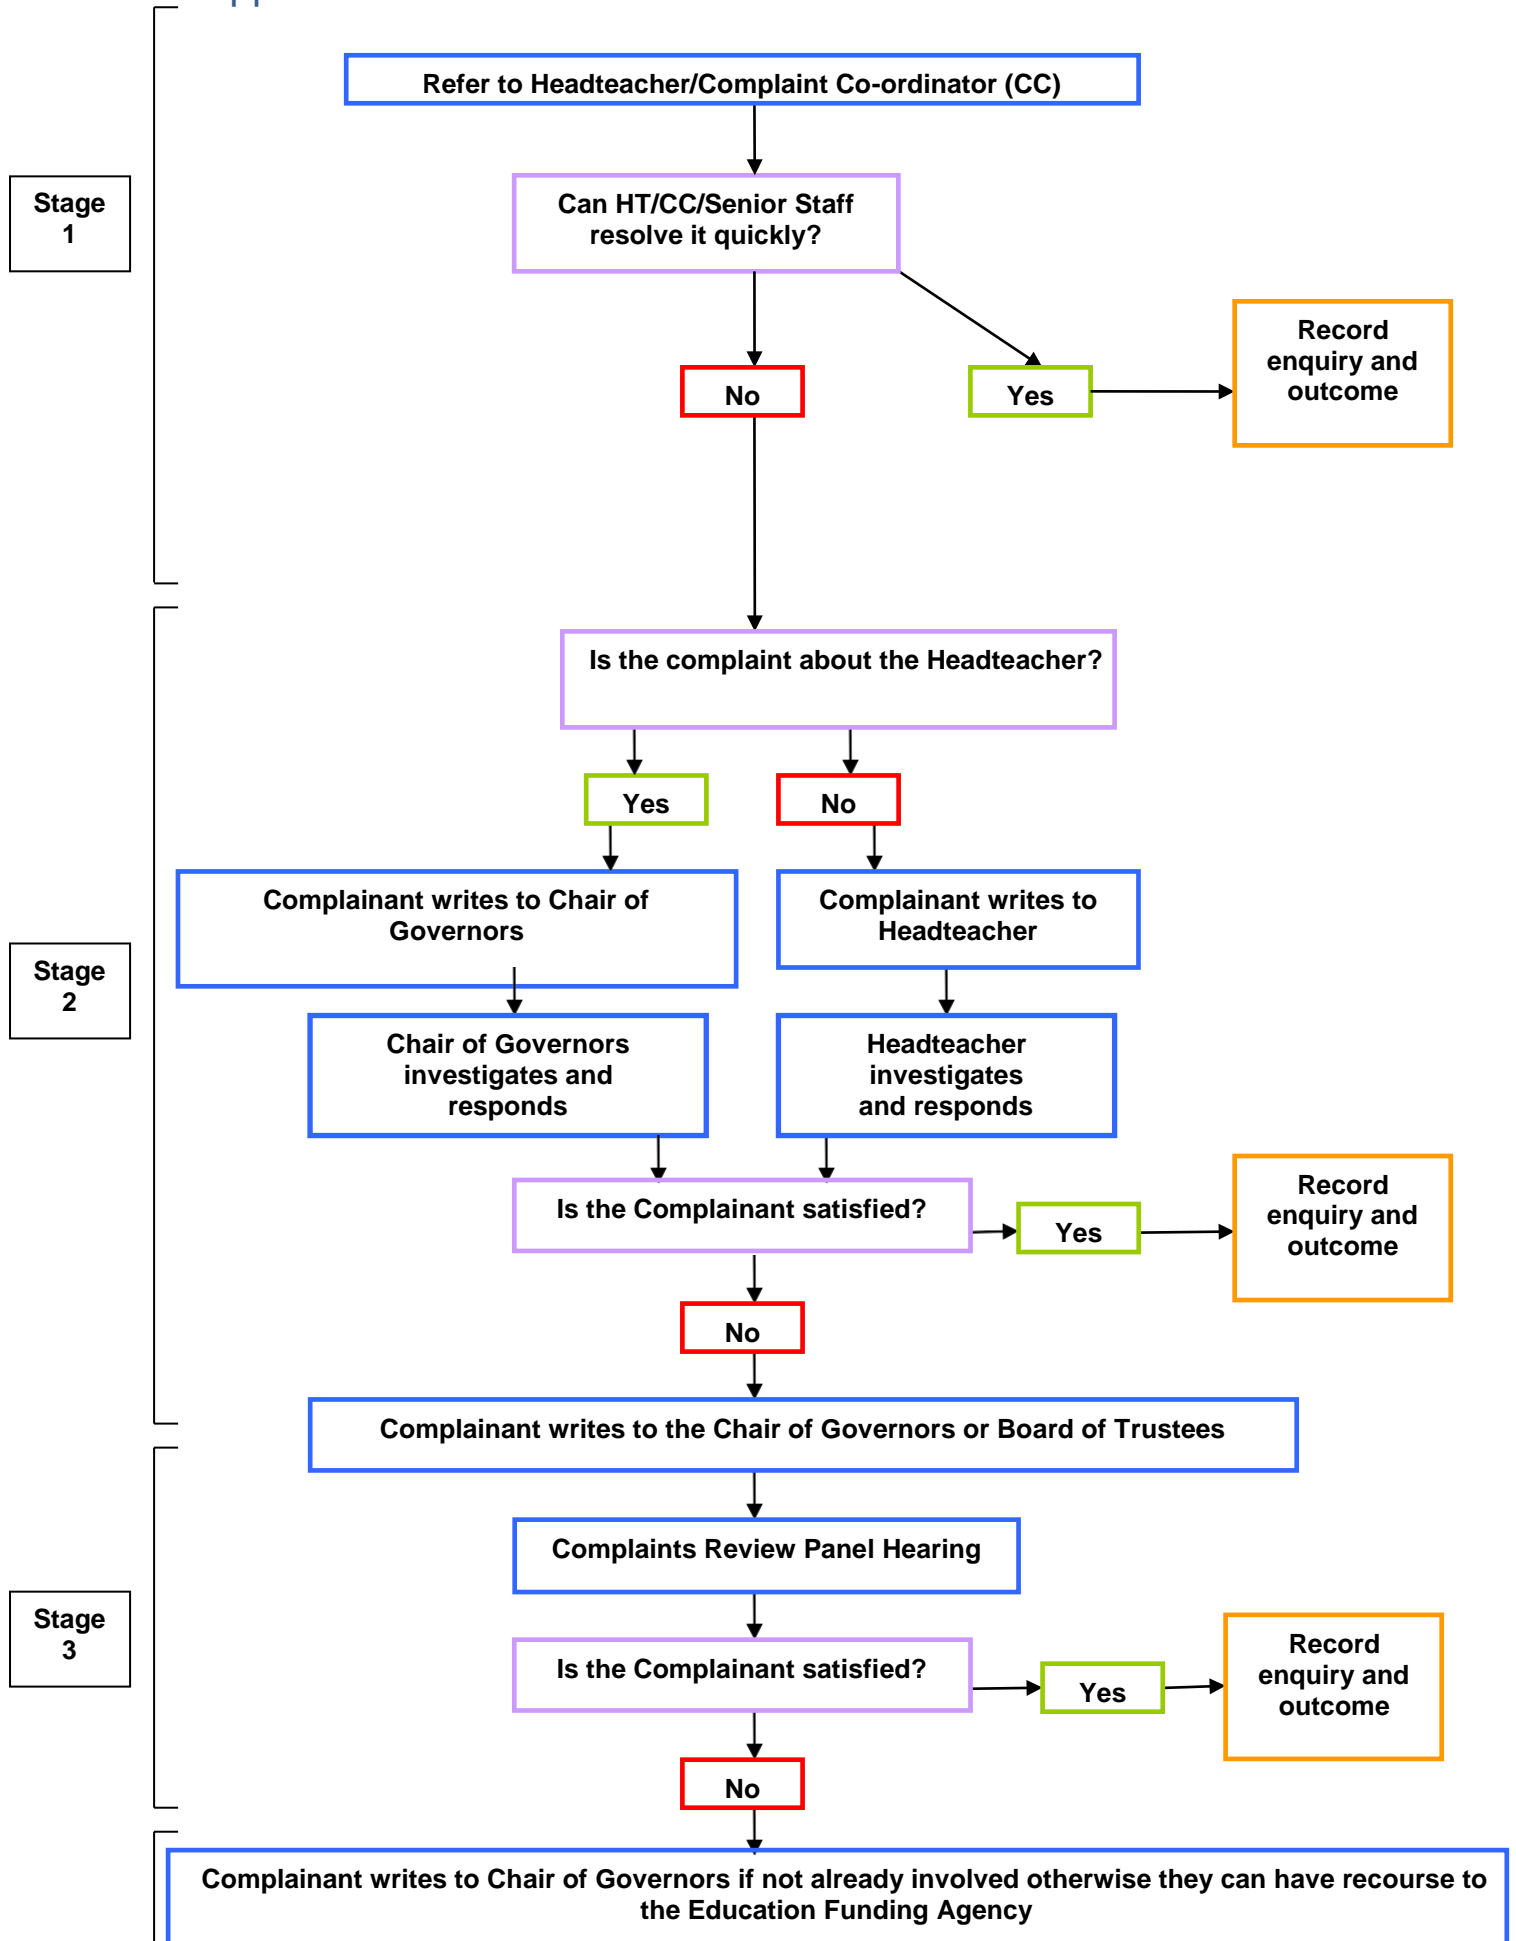 Refer to Headteacher/Complaint Co-ordinator (CC)
Stage
1
Can HT/CC/Senior Staff
resolve it quickly?
Record
enquiry and
outcome
No
Yes
Is the complaint about the Headteacher?
Yes
No
Complainant writes to Chair of
Governors
Complainant writes to
Headteacher
Stage
2
Chair of Governors
investigates and
responds
Headteacher
investigates
and responds
Is the Complainant satisfied?
Yes
Record
enquiry and
outcome
No
Complainant writes to the Chair of Governors or Board of Trustees
Complaints Review Panel Hearing
Stage
3
Is the Complainant satisfied?
Yes
Record
enquiry and
outcome
No
Complainant writes to Chair of Governors if not already involved otherwise they can have recourse to
the Education Funding Agency